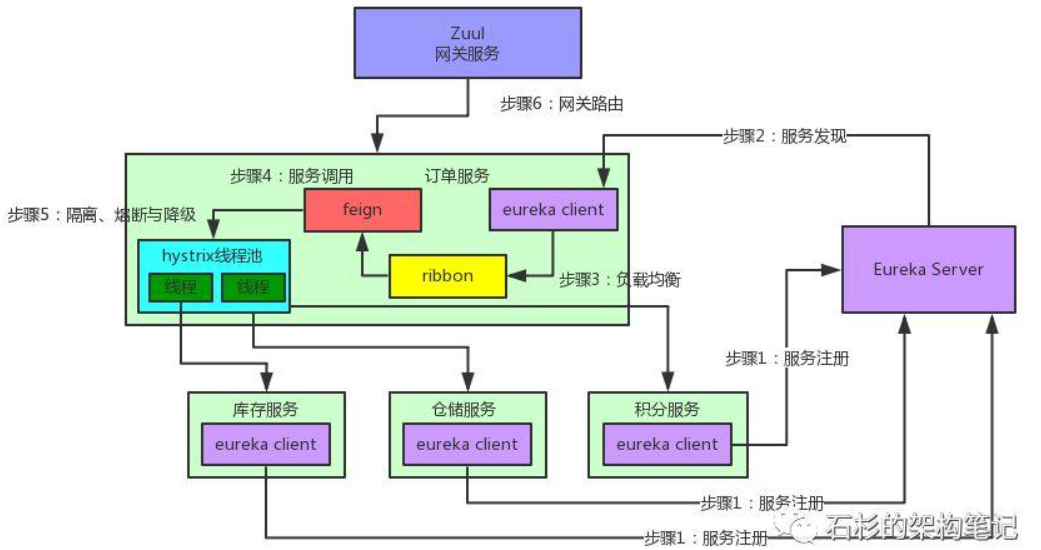 Zuul
网关服务
步骤6：网关路由
步骤2：服务发现
步骤4：服务调用
订单服务
feign
eureka client
步骤5：隔离、熔断与降级
hystrix线程池
线程
线程
ribbon
步骤3：负载均衡
Eureka Server
步骤1：服务注册
库存服务
eureka client
仓储服务
eureka client
积分服务
eureka client
步骤1：服务注册
步骤1：服务注册
石杉的架构笔记